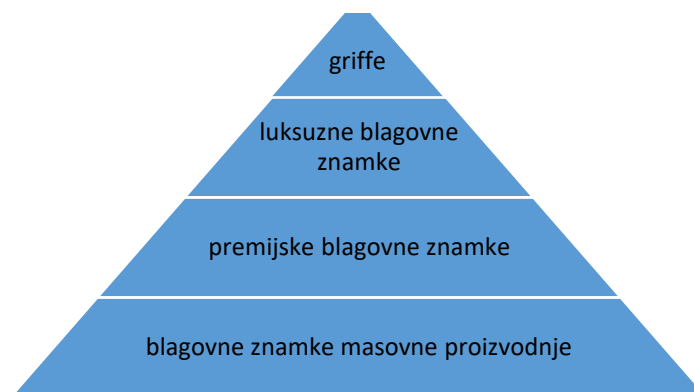 griffe
luksuzne blagovne
znamke
premijske blagovne znamke
blagovne znamke masovne proizvodnje